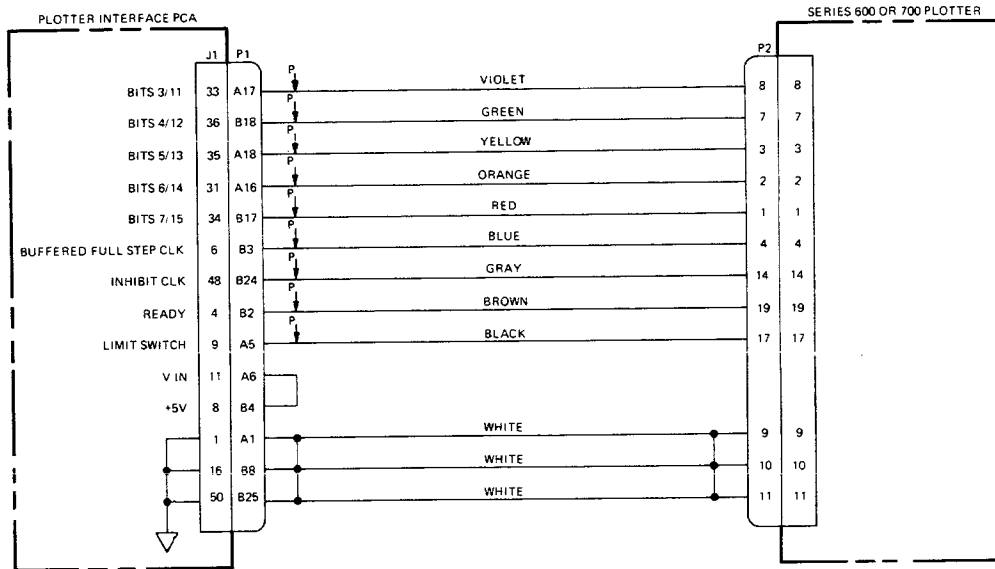 PLOTTER INTERFACE PCA
SERIES 600 OR 700 PLOTTER
J1 P1
P2
P
BITS 3/11 33 A17 VIOLET 8 8
P
BITS 4/12 36 B18 GREEN 7 7
P
BITS 5/13 35 A18 YELLOW 3 3
P
BITS 6/14 31 A16 ORANGE 2 2
P
BITS 7/15 34 B17 RED 1 1
P
BUFFERED FULL STEP CLK 6 B3 BLUE 4 4
P
INHIBIT CLK 48 B24 GRAY 14 14
P
READY 4 B2 BROWN 19 19
P
LIMIT SWITCH 9 A5 BLACK 17 17
V IN 11 A6
+5V 8 B4
1 A1 WHITE 9 9
16 B8 WHITE 10 10
50 B25 WHITE 11 11